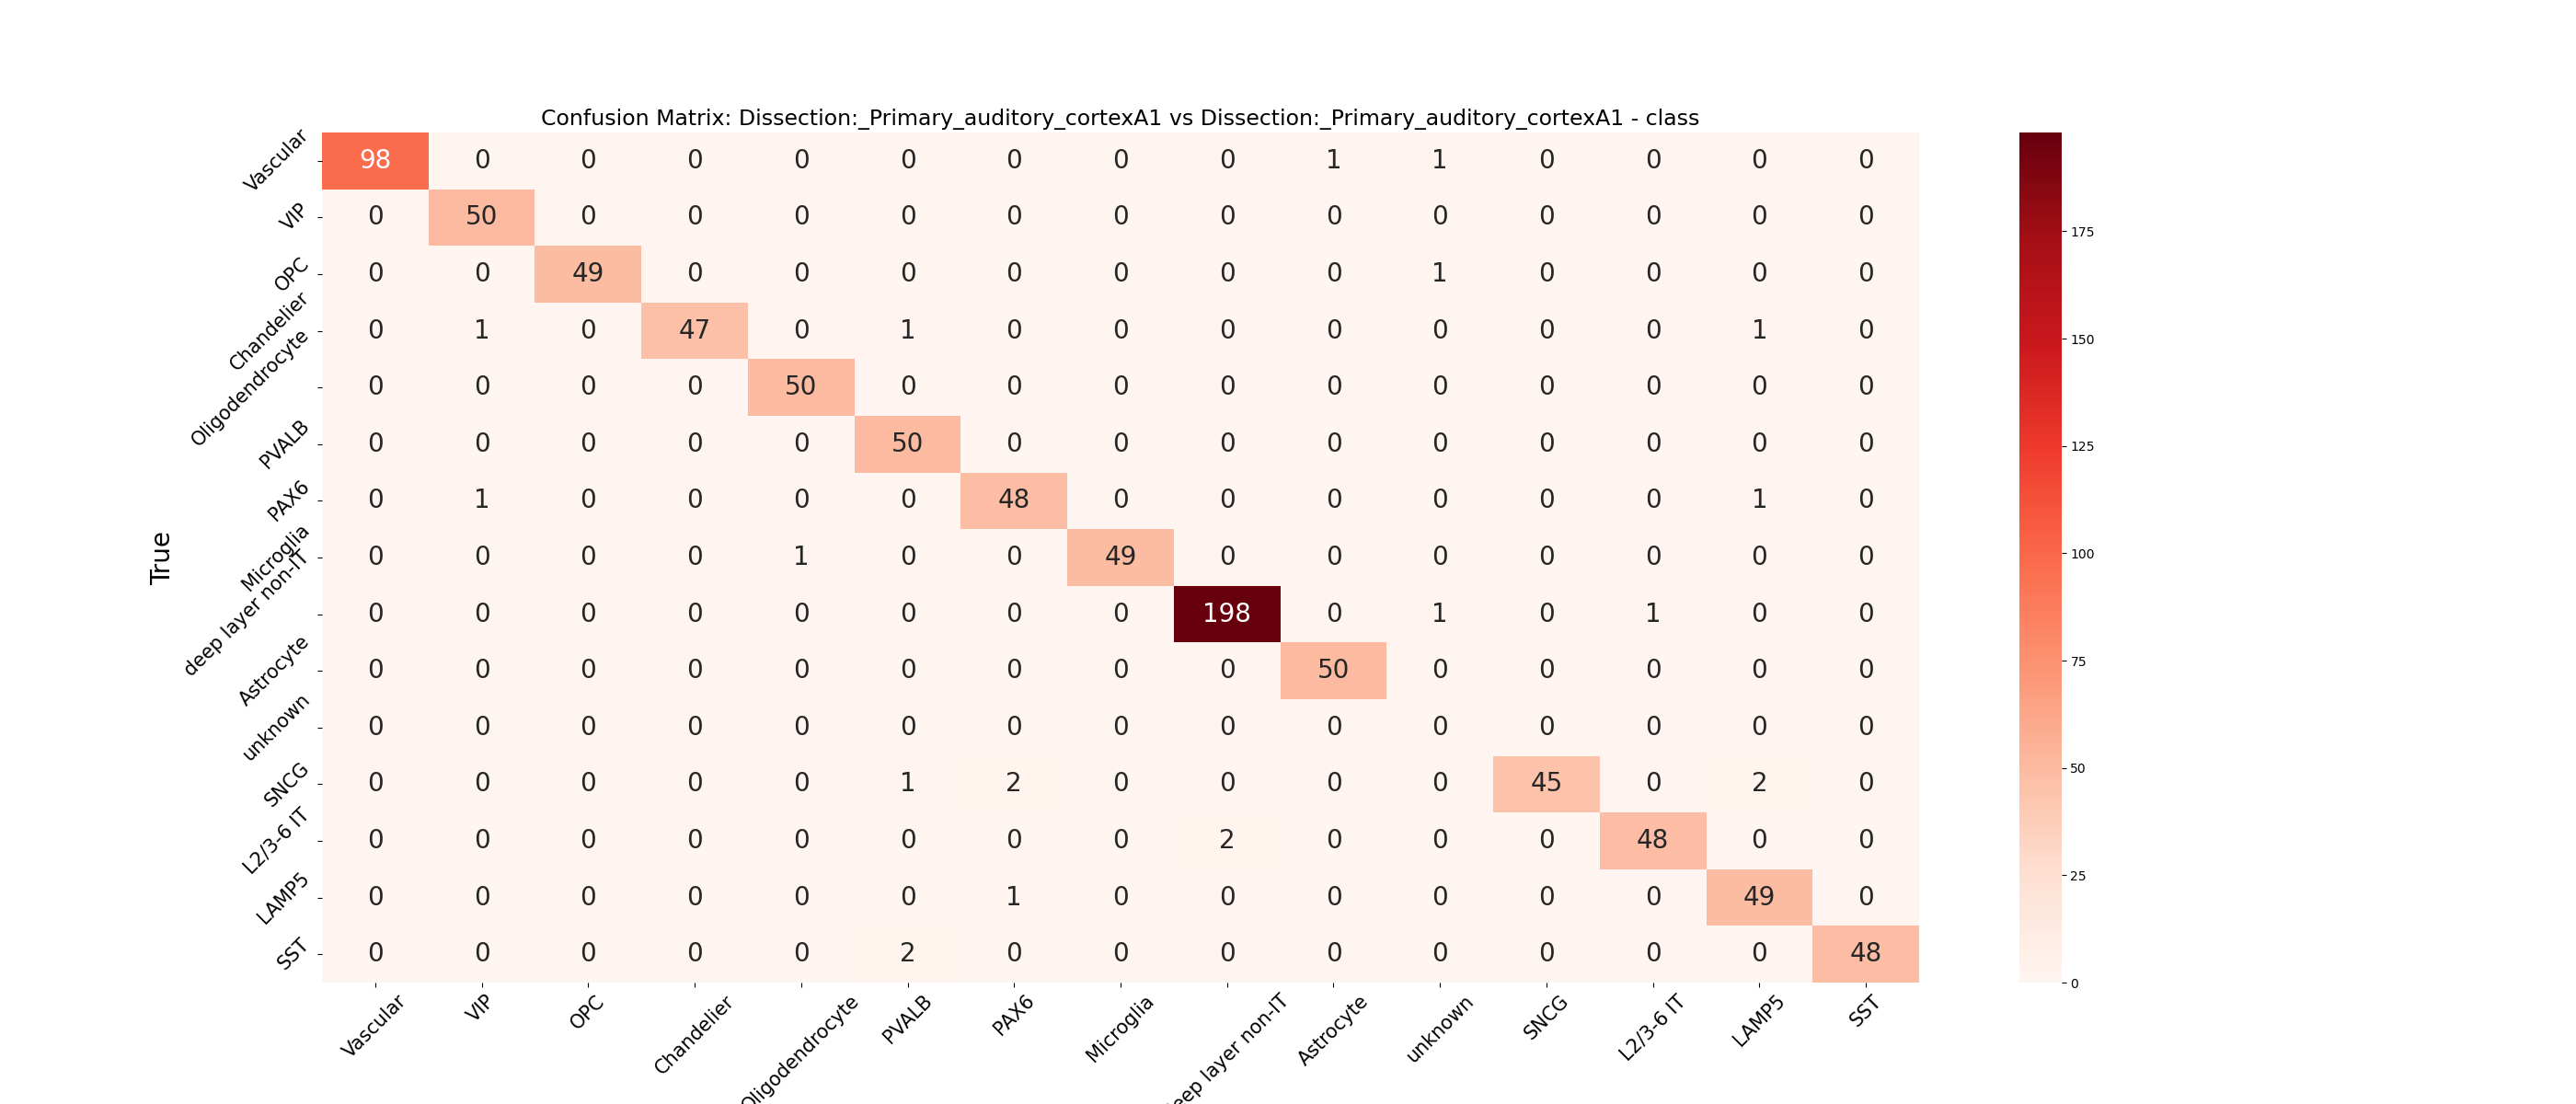 Confusion Matrix: Dissection:_Primary_auditory_cortexA1 vs Dissection:_Primary_auditory_cortexA1 - class
True
Vascular 98 0 0 0 0 0 0 0 0 1 1 0 0 0 0
VIP 0 50 0 0 0 0 0 0 0 0 0 0 0 0 0
OPC 0 0 49 0 0 0 0 0 0 0 1 0 0 0 0
Chandelier 0 1 0 47 0 1 0 0 0 0 0 0 0 1 0
Oligodendrocyte 0 0 0 0 50 0 0 0 0 0 0 0 0 0 0
PVALB 0 0 0 0 0 50 0 0 0 0 0 0 0 0 0
PAX6 0 1 0 0 0 0 48 0 0 0 0 0 0 1 0
Microglia 0 0 0 0 1 0 0 49 0 0 0 0 0 0 0
deep layer non-IT 0 0 0 0 0 0 0 0 198 0 1 0 1 0 0
Astrocyte 0 0 0 0 0 0 0 0 0 50 0 0 0 0 0
unknown 0 0 0 0 0 0 0 0 0 0 0 0 0 0 0
SNCG 0 0 0 0 0 1 2 0 0 0 0 45 0 2 0
L2/3-6 IT 0 0 0 0 0 0 0 0 2 0 0 0 48 0 0
LAMP5 0 0 0 0 0 0 1 0 0 0 0 0 0 49 0
SST 0 0 0 0 0 2 0 0 0 0 0 0 0 0 48
Vascular VIP OPC Chandelier Oligodendrocyte PVALB PAX6 Microglia eep layer non-IT Astrocyte unknown SNCG L2/3-6 IT LAMP5 SST
175
150
125
100
75
50
25
0